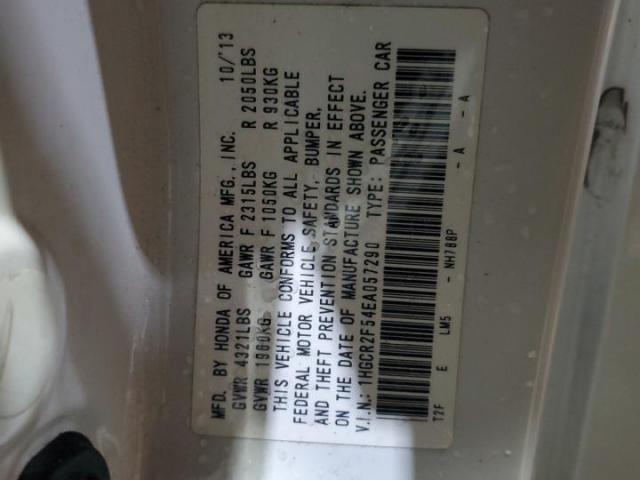 MFD. BY HONDA OF AMERICA MFG., INC. 10/'13
GVWR 4321LBS GAWR F 2315LBS R 2050LBS
GVWR 1960KG GAWR F 1050KG R 930KG
THIS VEHICLE CONFORMS TO ALL APPLICABLE
FEDERAL MOTOR VEHICLE SAFETY, BUMPER,
AND THEFT PREVENTION STANDARDS IN EFFECT
ON THE DATE OF MANUFACTURE SHOWN ABOVE.
V.I.N.: 1HGCR2F54EA057290 TYPE: PASSENGER CAR
T2F E LM5 - NH788P - A - A